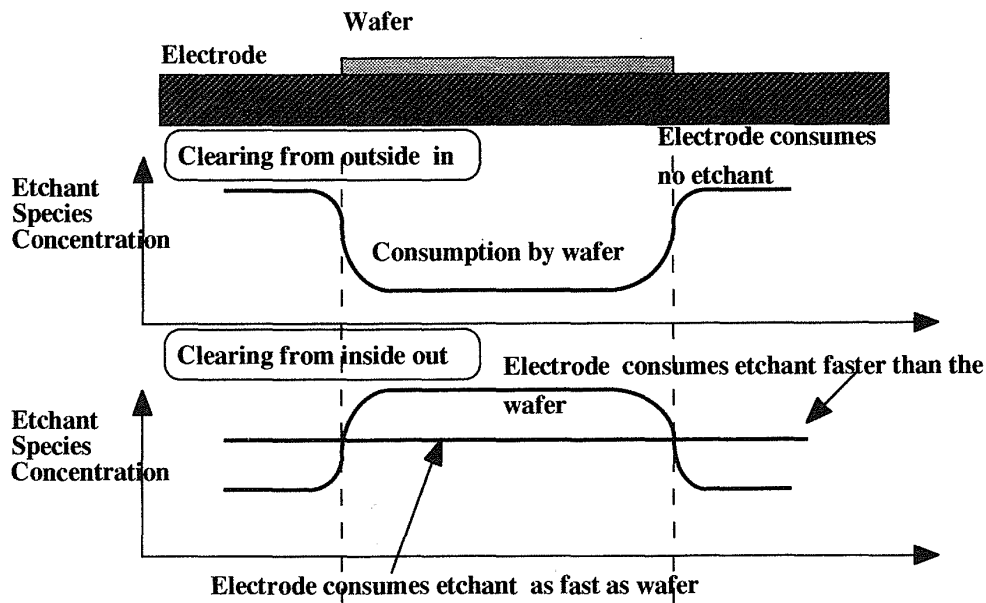 Wafer
Electrode
Electrode consumes
no etchant
Clearing from outside in
Etchant
Species
Concentration
Consumption by wafer
Clearing from inside out
Electrode consumes etchant faster than the
wafer
Etchant
Species
Concentration
Electrode consumes etchant as fast as wafer